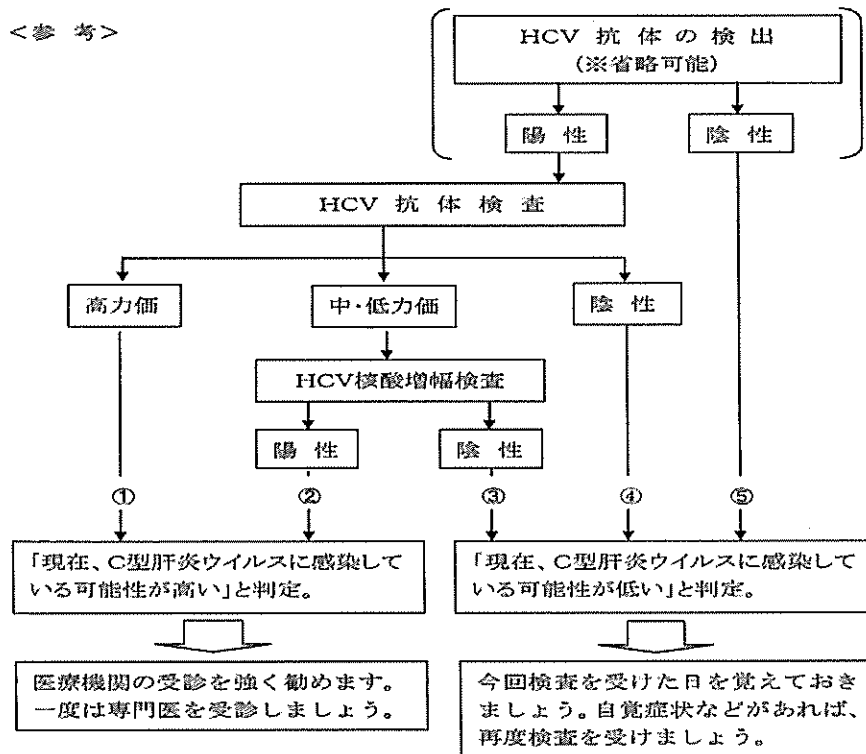 <参 考>
HCV 抗 体 の 検 出
(※省略可能)
陽 性
陰 性
HCV 抗 体 検 査
高力価
中・低力価
陰 性
HCV核酸増幅検査
陽 性
陰 性
①
②
③
④
⑤
「現在、C型肝炎ウイルスに感染して
いる可能性が高い」と判定。
「現在、C型肝炎ウイルスに感染して
いる可能性が低い」と判定。
医療機関の受診を強く勧めます。
一度は専門医を受診しましょう。
今回検査を受けた日を覚えておき
ましょう。自覚症状などがあれば、
再度検査を受けましょう。